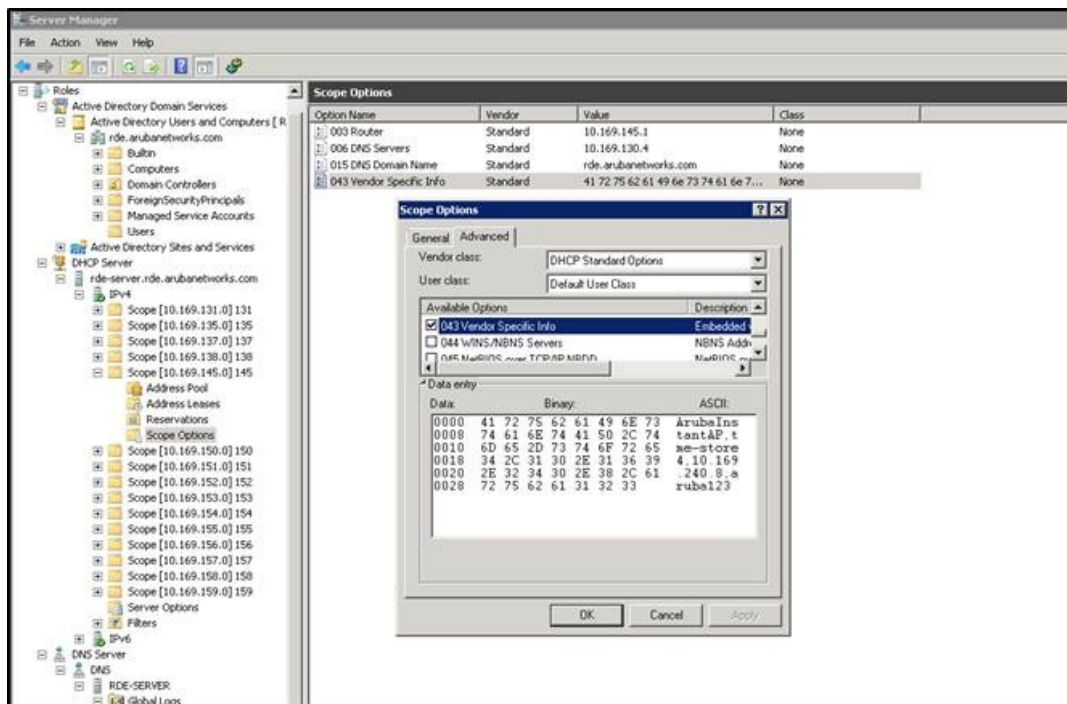 Server Manager
File Action View Help
Roles
Active Directory Domain Services
Active Directory Users and Computers [ R
rde.arubanetworks.com
Builtin
Computers
Domain Controllers
ForeignSecurityPrincipals
Managed Service Accounts
Users
Active Directory Sites and Services
DHCP Server
rde-server.rde.arubanetworks.com
IPv4
Scope [10.169.131.0] 131
Scope [10.169.135.0] 135
Scope [10.169.137.0] 137
Scope [10.169.138.0] 138
Scope [10.169.145.0] 145
Address Pool
Address Leases
Reservations
Scope Options
Scope [10.169.150.0] 150
Scope [10.169.151.0] 151
Scope [10.169.152.0] 152
Scope [10.169.153.0] 153
Scope [10.169.154.0] 154
Scope [10.169.155.0] 155
Scope [10.169.156.0] 156
Scope [10.169.157.0] 157
Scope [10.169.158.0] 158
Scope [10.169.159.0] 159
Server Options
Filters
IPv6
DNS Server
DNS
RDE-SERVER
Global Logs
Scope Options
Option Name Vendor Value Class
003 Router Standard 10.169.145.1 None
006 DNS Servers Standard 10.169.130.4 None
015 DNS Domain Name Standard rde.arubanetworks.com None
043 Vendor Specific Info Standard 41 72 75 62 61 49 6e 73 74 61 6e 7... None
Scope Options
General Advanced
Vendor class: DHCP Standard Options
User class: Default User Class
Available Options Description
043 Vendor Specific Info Embedded
044 WINS/NBNS Servers NBNS Addr
045 NetBIOS over TCP/IP NBDD NetBIOS
Data entry
Data: Binary: ASCII:
0000 41 72 75 62 61 49 6E 73 ArubaIns
0008 74 61 6E 74 41 50 2C 74 tantAP,t
0010 6D 65 2D 73 74 6F 72 65 me-store
0018 34 2C 31 30 2E 31 36 39 4,10.169
0020 2E 32 34 30 2E 38 2C 61 .240.8,a
0028 72 75 62 61 31 32 33 ruba123
OK Cancel Apply